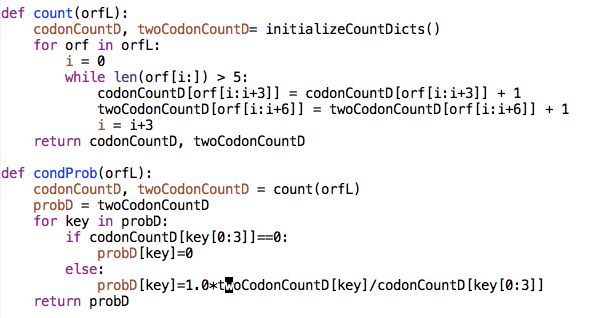 def count(orfL):
    codonCountD, twoCodonCountD= initializeCountDicts()
    for orf in orfL:
        i = 0
        while len(orf[i:]) > 5:
            codonCountD[orf[i:i+3]] = codonCountD[orf[i:i+3]] + 1
            twoCodonCountD[orf[i:i+6]] = twoCodonCountD[orf[i:i+6]] + 1
            i = i+3
    return codonCountD, twoCodonCountD

def condProb(orfL):
    codonCountD, twoCodonCountD = count(orfL)
    probD = twoCodonCountD
    for key in probD:
        if codonCountD[key[0:3]]==0:
            probD[key]=0
        else:
            probD[key]=1.0*twoCodonCountD[key]/codonCountD[key[0:3]]
    return probD